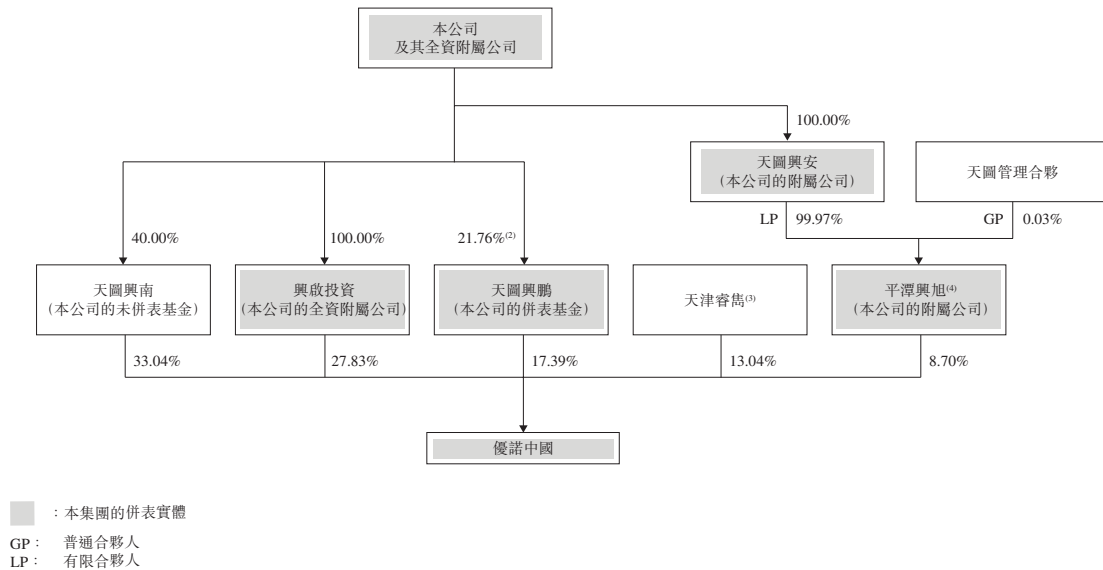 本公司
及其全資附屬公司
100.00%
天圖興安
（本公司的附屬公司）
天圖管理合夥
LP 99.97%
GP 0.03%
40.00%
100.00%
21.76%(2)
天圖興南
（本公司的未併表基金）
興啟投資
（本公司的全資附屬公司）
天圖興鵬
（本公司的併表基金）
天津睿雋(3)
平潭興旭(4)
（本公司的附屬公司）
33.04%
27.83%
17.39%
13.04%
8.70%
優諾中國
：本集團的併表實體
GP： 普通合夥人
LP： 有限合夥人